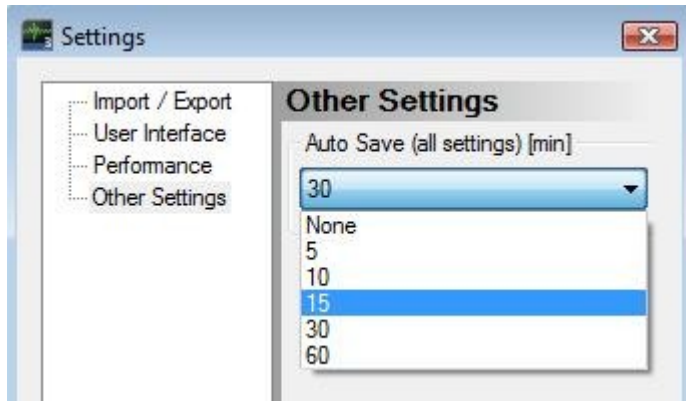 Settings
Import / Export
User Interface
Performance
Other Settings
Other Settings
Auto Save (all settings) [min]
30
None
5
10
15
30
60